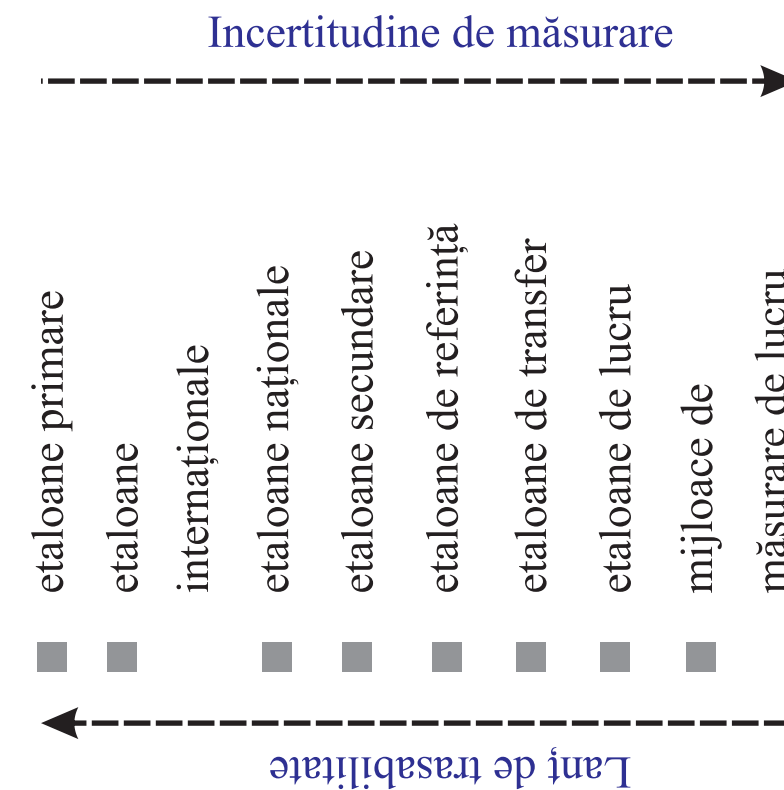 Incertitudine de măsurare
etaloane primare
etaloane
internaționale
etaloane naționale
etaloane secundare
etaloane de referință
etaloane de transfer
etaloane de lucru
mijloace de
măsurare de lucru
Lanț de trasabilitate